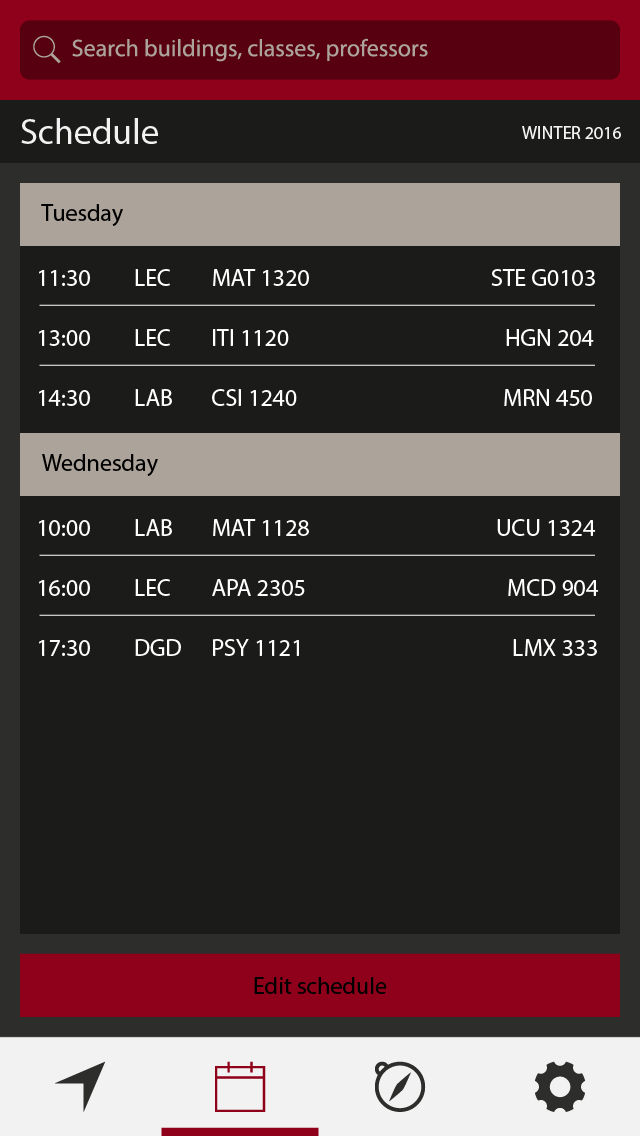 Search buildings, classes, professors
Schedule WINTER 2016
Tuesday
11:30 LEC MAT 1320 STE G0103
13:00 LEC ITI 1120 HGN 204
14:30 LAB CSI 1240 MRN 450
Wednesday
10:00 LAB MAT 1128 UCU 1324
16:00 LEC APA 2305 MCD 904
17:30 DGD PSY 1121 LMX 333
Edit schedule